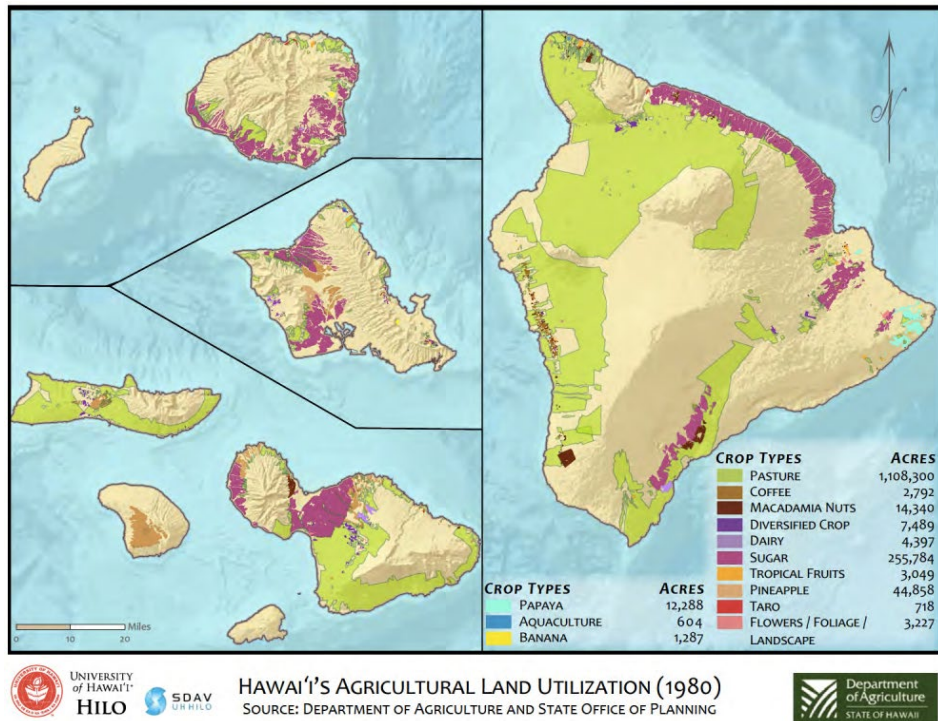 N
CROP TYPES ACRES
PASTURE 1,108,300
COFFEE 2,792
MACADAMIA NUTS 14,340
DIVERSIFIED CROP 7,489
DAIRY 4,397
SUGAR 255,784
TROPICAL FRUITS 3,049
PINEAPPLE 44,858
TARO 718
FLOWERS / FOLIAGE / 3,227
LANDSCAPE
CROP TYPES ACRES
PAPAYA 12,288
AQUACULTURE 604
BANANA 1,287
Miles
0 10 20
UNIVERSITY
of HAWAIʻI
HILO
SDAV
UH HILO
HAWAIʻI'S AGRICULTURAL LAND UTILIZATION (1980)
SOURCE: DEPARTMENT OF AGRICULTURE AND STATE OFFICE OF PLANNING
Department
of Agriculture
STATE OF HAWAII